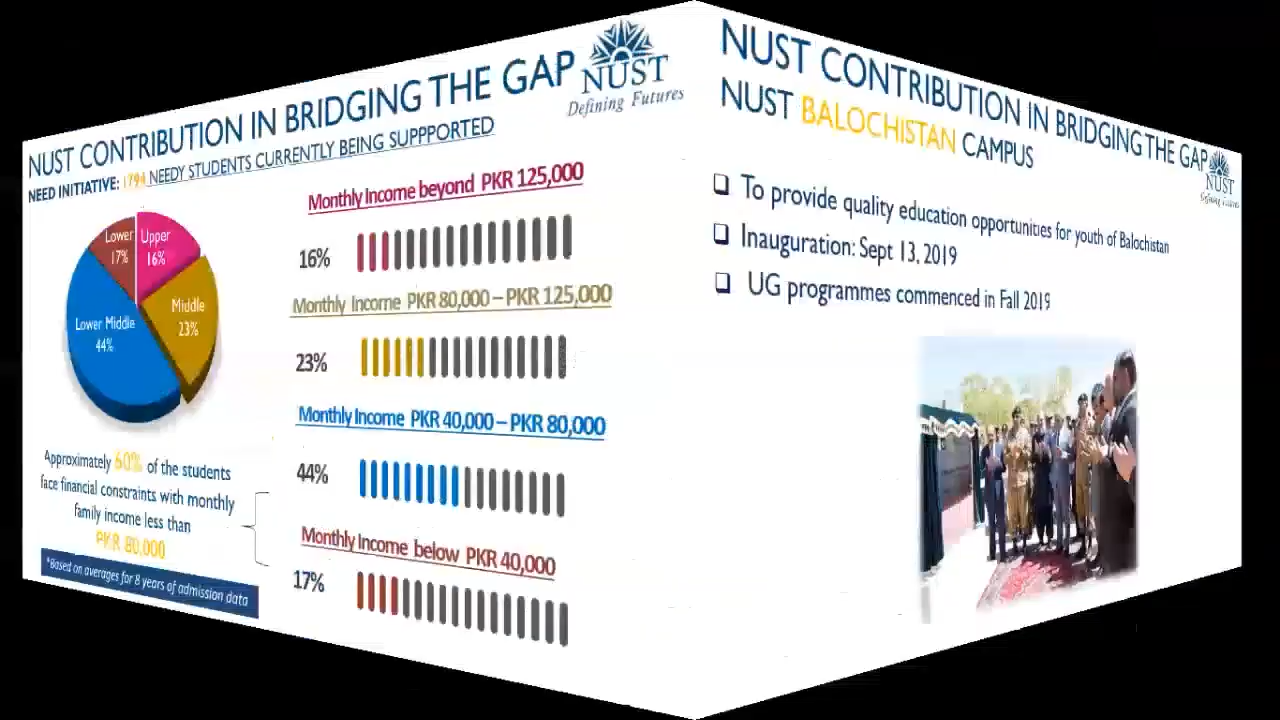 NUST CONTRIBUTION IN BRIDGING THE GAP
NUST
Defining Futures
NEED INITIATIVE: 1794 NEEDY STUDENTS CURRENTLY BEING SUPPPORTED
Lower
17%
Upper
16%
Middle
23%
Lower Middle
44%
Approximately 60% of the students
face financial constraints with monthly
family income less than
PKR 80,000
*Based on averages for 8 years of admission data
Monthly Income beyond PKR 125,000
16%
Monthly Income PKR 80,000 – PKR 125,000
23%
Monthly Income PKR 40,000 – PKR 80,000
44%
Monthly Income below PKR 40,000
17%
NUST CONTRIBUTION IN BRIDGING THE GAP
NUST BALOCHISTAN CAMPUS
NUST
Defining Futures
❑ To provide quality education opportunities for youth of Balochistan
❑ Inauguration: Sept 13, 2019
❑ UG programmes commenced in Fall 2019